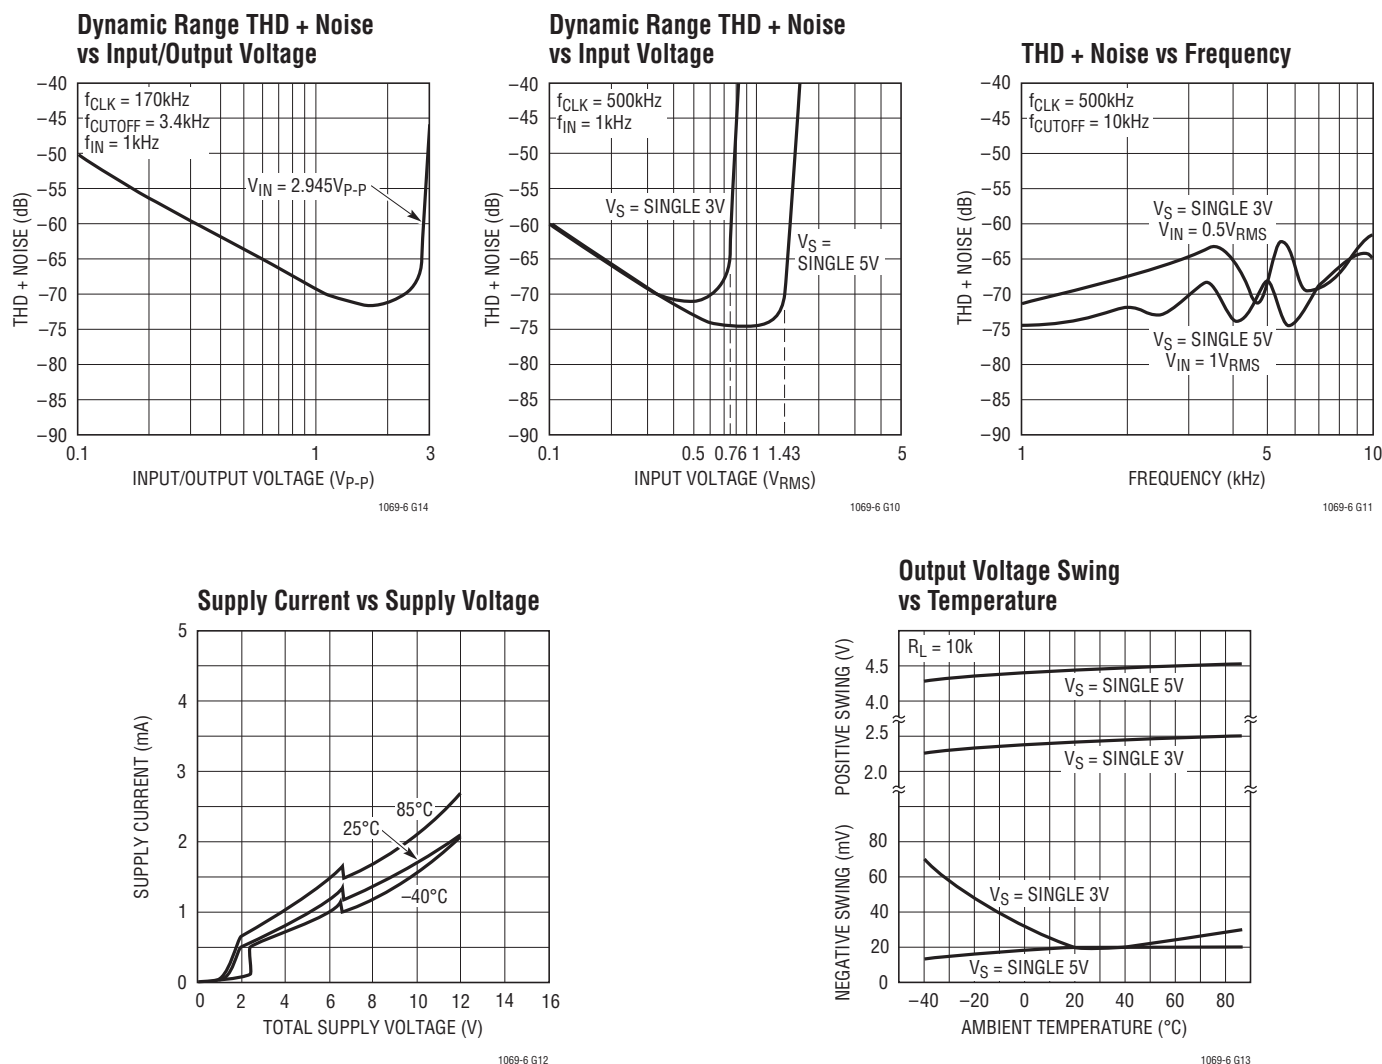 Dynamic Range THD + Noise
vs Input/Output Voltage
–40
–45
–50
–55
–60
–65
–70
–75
–80
–85
–90
THD + NOISE (dB)
fCLK = 170kHz
fCUTOFF = 3.4kHz
fIN = 1kHz
VIN = 2.945VP-P
0.1
1
3
INPUT/OUTPUT VOLTAGE (VP-P)
1069-6 G14
Dynamic Range THD + Noise
vs Input Voltage
–40
–45
–50
–55
–60
–65
–70
–75
–80
–85
–90
THD + NOISE (dB)
fCLK = 500kHz
fIN = 1kHz
VS = SINGLE 3V
VS =
SINGLE 5V
0.1
0.5
0.76
1
1.43
5
INPUT VOLTAGE (VRMS)
1069-6 G10
THD + Noise vs Frequency
–40
–45
–50
–55
–60
–65
–70
–75
–80
–85
–90
THD + NOISE (dB)
fCLK = 500kHz
fCUTOFF = 10kHz
VS = SINGLE 3V
VIN = 0.5VRMS
VS = SINGLE 5V
VIN = 1VRMS
1
5
10
FREQUENCY (kHz)
1069-6 G11
Supply Current vs Supply Voltage
5
4
3
2
1
0
SUPPLY CURRENT (mA)
85°C
25°C
–40°C
0
2
4
6
8
10
12
14
16
TOTAL SUPPLY VOLTAGE (V)
1069-6 G12
Output Voltage Swing
vs Temperature
RL = 10k
POSITIVE SWING (V)
4.5
4.0
2.5
2.0
VS = SINGLE 5V
VS = SINGLE 3V
NEGATIVE SWING (mV)
80
60
40
20
0
VS = SINGLE 3V
VS = SINGLE 5V
–40
–20
0
20
40
60
80
AMBIENT TEMPERATURE (°C)
1069-6 G13